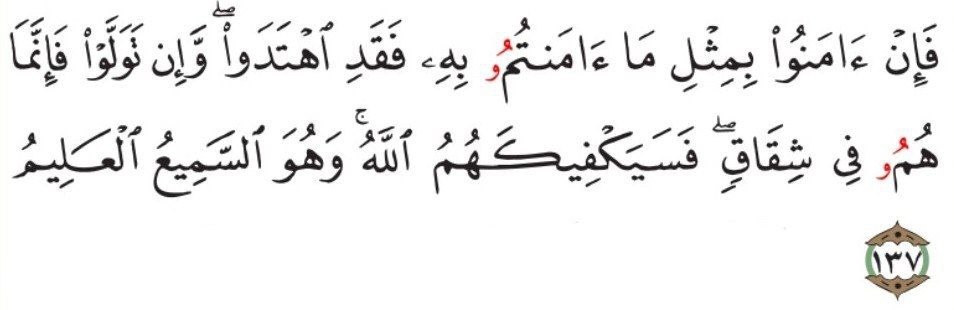 فَإِنْ ءَامَنُوا۟ بِمِثْلِ مَا ءَامَنتُمُۥ بِهِۦ فَقَدِ ٱهْتَدَوا۟ۖ وَّإِن تَوَلَّوْا۟ فَإِنَّمَا
هُمُۥ فِي شِقَاقٍۖ فَسَيَكْفِيكَهُمُ ٱللَّهُۚ وَهُوَ ٱلسَّمِيعُ ٱلْعَلِيمُ
١٣٧